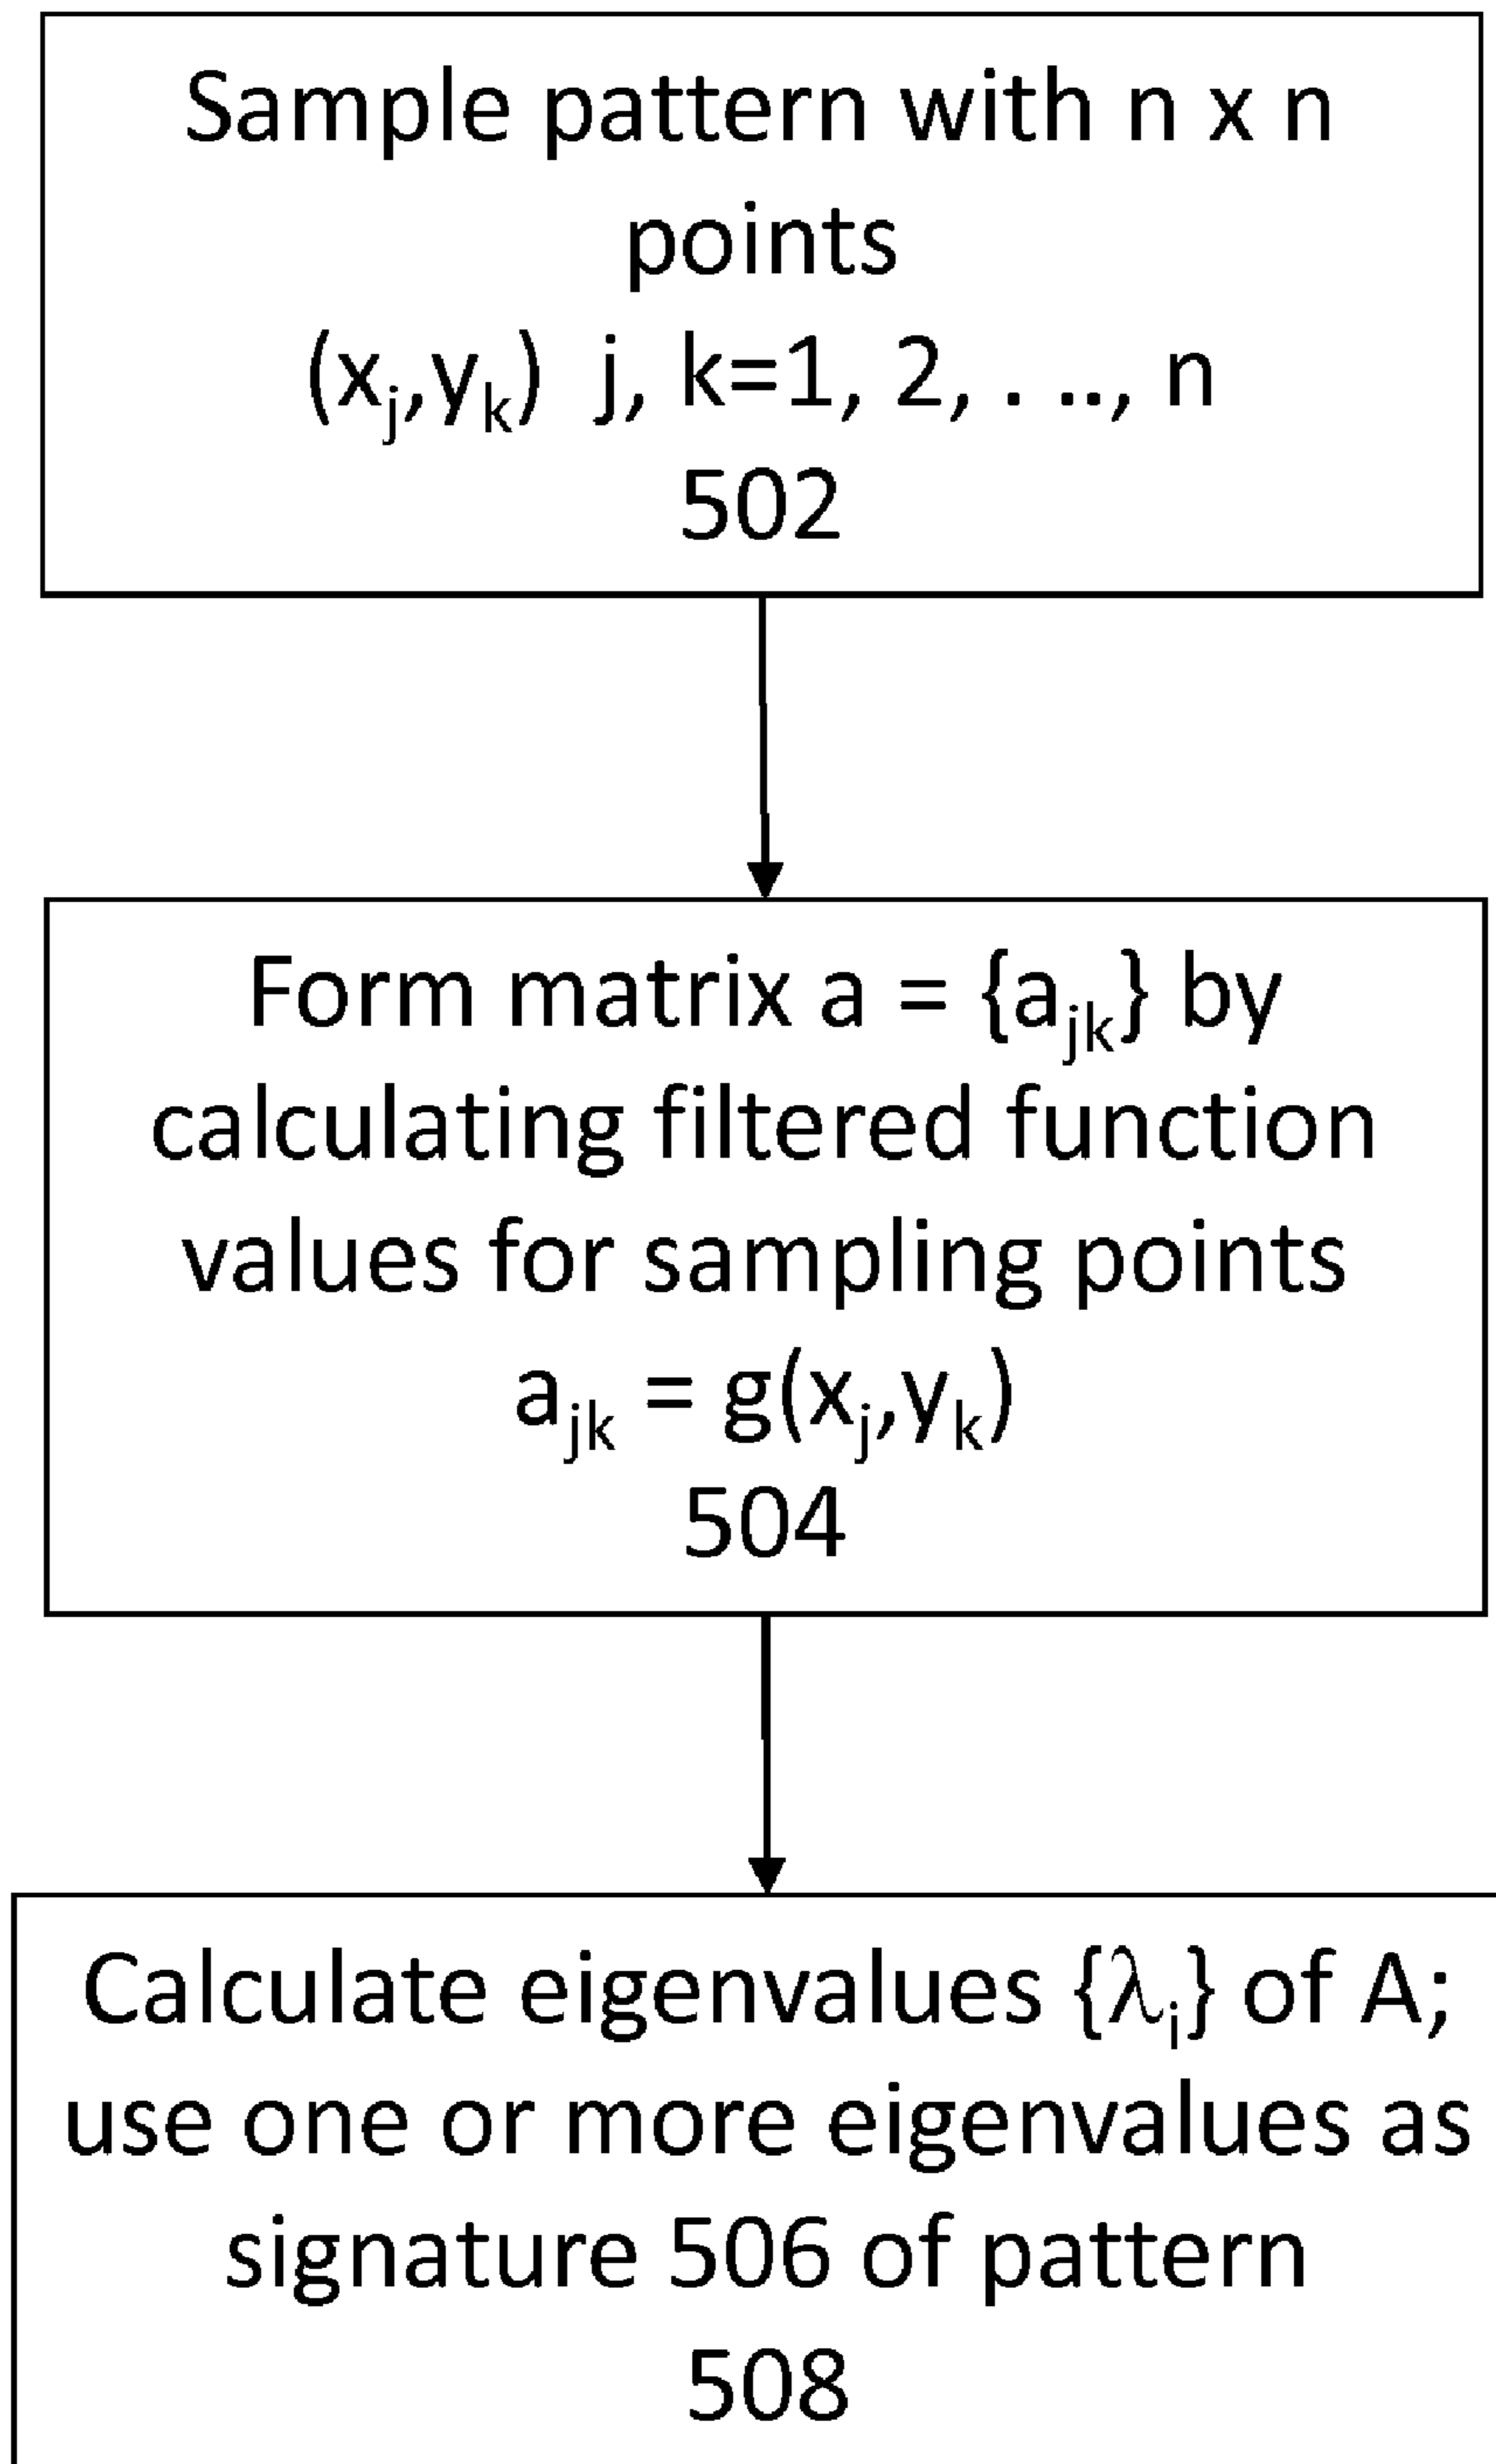 Sample pattern with n x n
points
(xj,yk) j, k=1, 2, . .., n
502
Form matrix a = {ajk} by
calculating filtered function
values for sampling points
ajk = g(xj,yk)
504
Calculate eigenvalues {λi} of A;
use one or more eigenvalues as
signature 506 of pattern
508